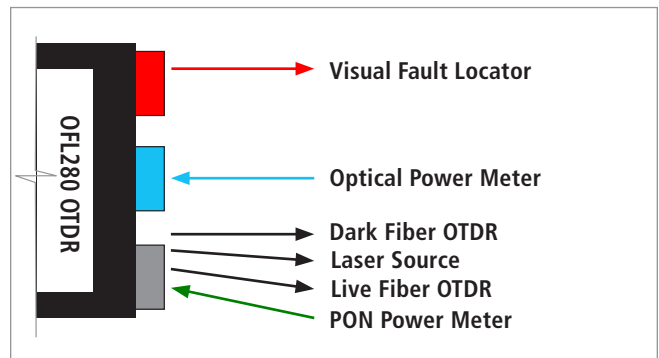 OFL280 OTDR
Visual Fault Locator
Optical Power Meter
Dark Fiber OTDR
Laser Source
Live Fiber OTDR
PON Power Meter